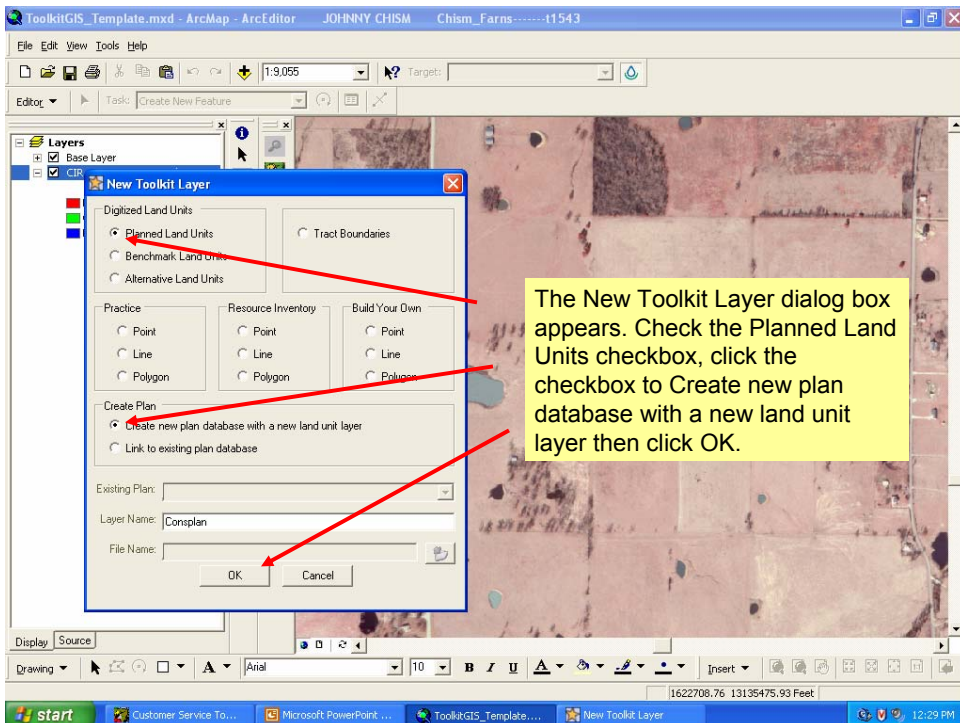 ToolkitGIS_Template.mxd - ArcMap - ArcEditor JOHNNY CHISM Chism_Farns-------t1543
File Edit View Tools Help
1:9,055 Target:
Editor Task: Create New Feature
Layers
Base Layer
CIR
New Toolkit Layer
Digitized Land Units
Planned Land Units
Tract Boundaries
Benchmark Land Units
Alternative Land Units
Practice Resource Inventory Build Your Own
Point Point Point
Line Line Line
Polygon Polygon Polygon
Create Plan
Create new plan database with a new land unit layer
Link to existing plan database
Existing Plan:
Layer Name: Consplan
File Name:
OK Cancel
The New Toolkit Layer dialog box
appears. Check the Planned Land
Units checkbox, click the
checkbox to Create new plan
database with a new land unit
layer then click OK.
Display Source
Drawing A Arial 10 B I U A Insert
1622708.76 13135475.93 Feet
start Customer Service To... Microsoft PowerPoint ... ToolkitGIS_Template.... New Toolkit Layer 12:29 PM